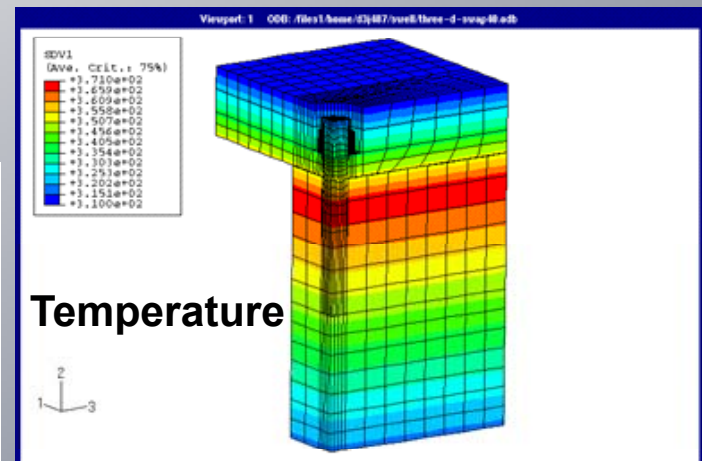 Viewport: 1 ODB: /files1/home/d3j487/swell/three-d-swap40.odb
SDV1
(Ave. Crit.: 75%)
+3.710e+02
+3.659e+02
+3.609e+02
+3.558e+02
+3.507e+02
+3.456e+02
+3.405e+02
+3.354e+02
+3.303e+02
+3.253e+02
+3.202e+02
+3.151e+02
+3.100e+02
Temperature
2
1
3